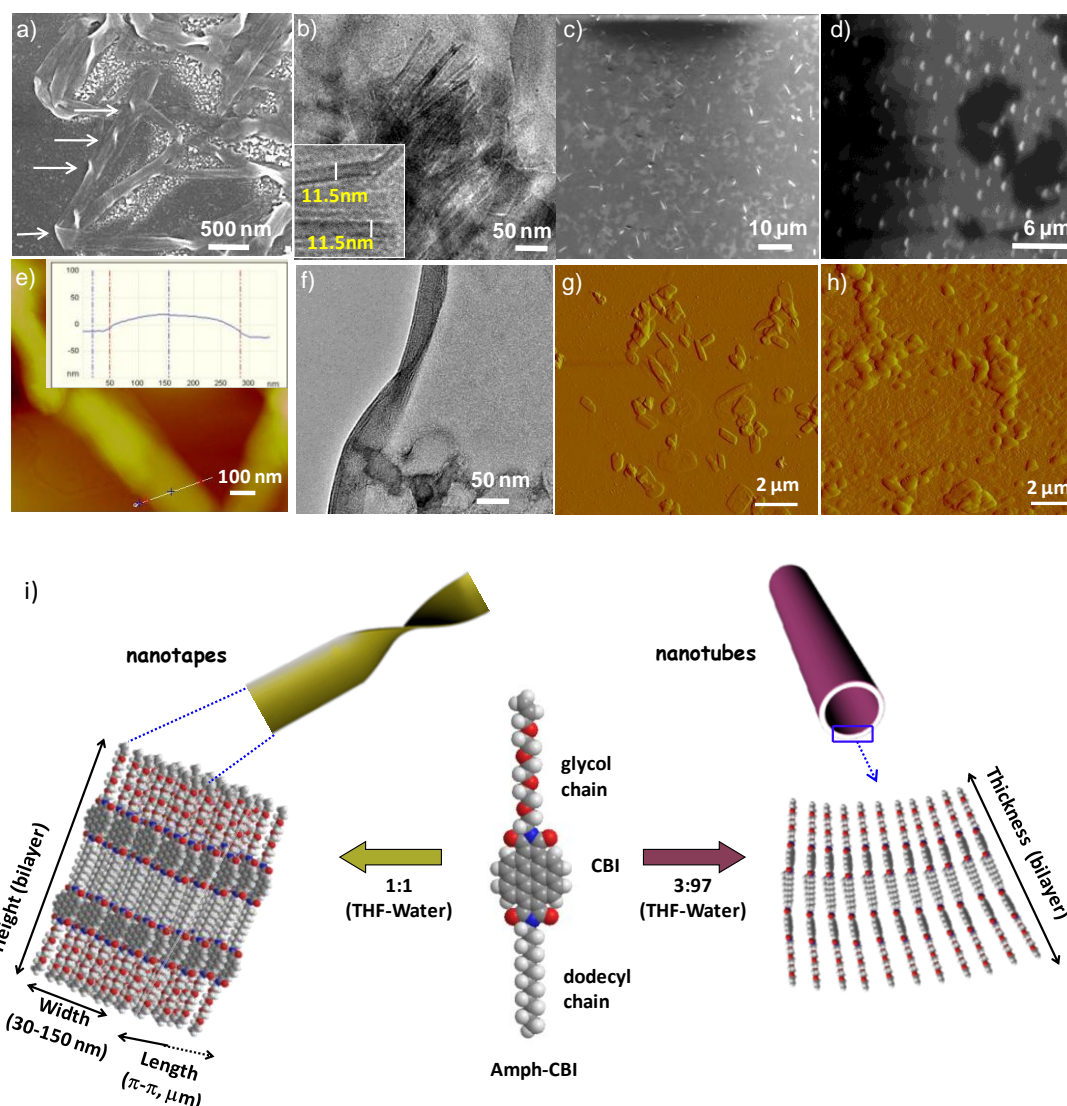 a)
500 nm
b)
11.5nm
11.5nm
50 nm
c)
10 µm
d)
6 µm
e)
100
50
0
-50
nm
0
50
100
150
200
250
300
nm
100 nm
f)
50 nm
g)
2 µm
h)
2 µm
i)
nanotapes
nanotubes
glycol
chain
CBI
dodecyl
chain
Amph-CBI
1:1
(THF-Water)
3:97
(THF-Water)
Height (bilayer)
Width
(30-150 nm)
Length
(π-π, µm)
Thickness (bilayer)